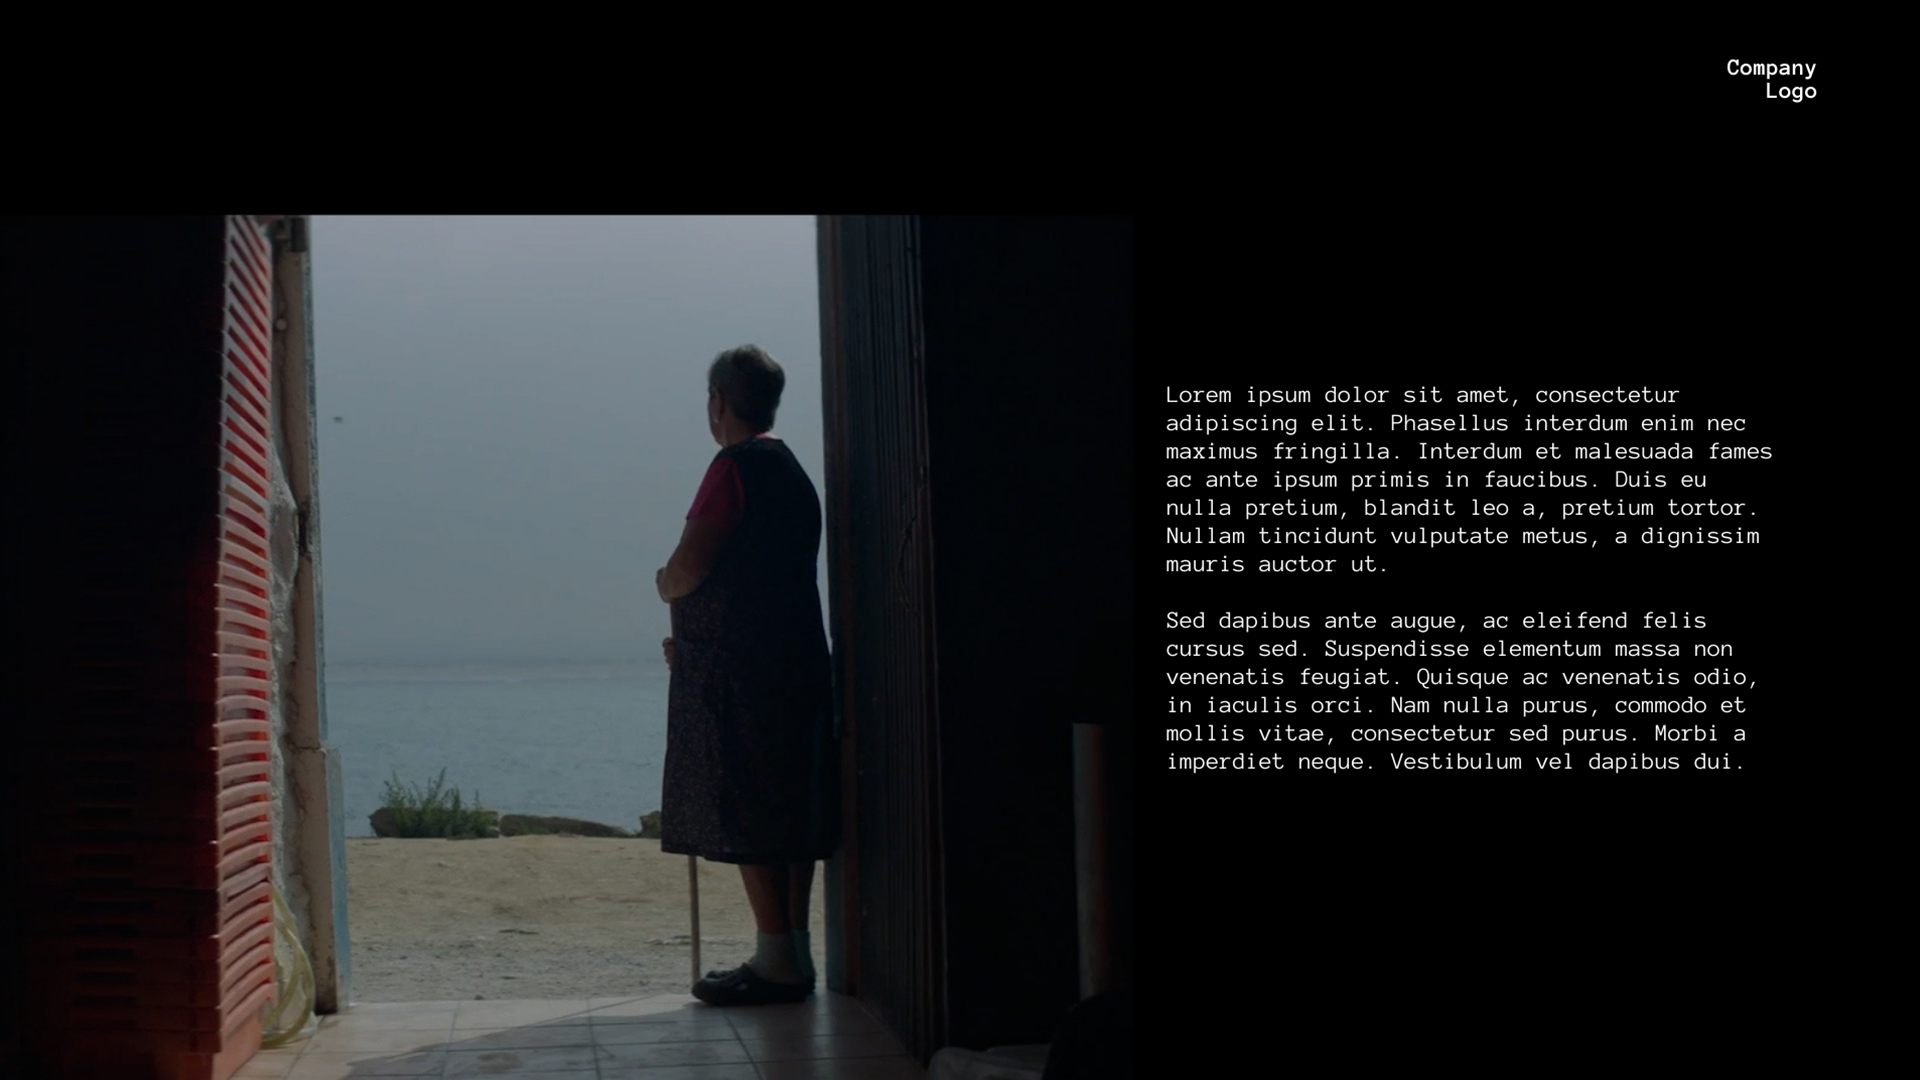 Company
Logo
Lorem ipsum dolor sit amet, consectetur
adipiscing elit. Phasellus interdum enim nec
maximus fringilla. Interdum et malesuada fames
ac ante ipsum primis in faucibus. Duis eu
nulla pretium, blandit leo a, pretium tortor.
Nullam tincidunt vulputate metus, a dignissim
mauris auctor ut.
Sed dapibus ante augue, ac eleifend felis
cursus sed. Suspendisse elementum massa non
venenatis feugiat. Quisque ac venenatis odio,
in iaculis orci. Nam nulla purus, commodo et
mollis vitae, consectetur sed purus. Morbi a
imperdiet neque. Vestibulum vel dapibus dui.